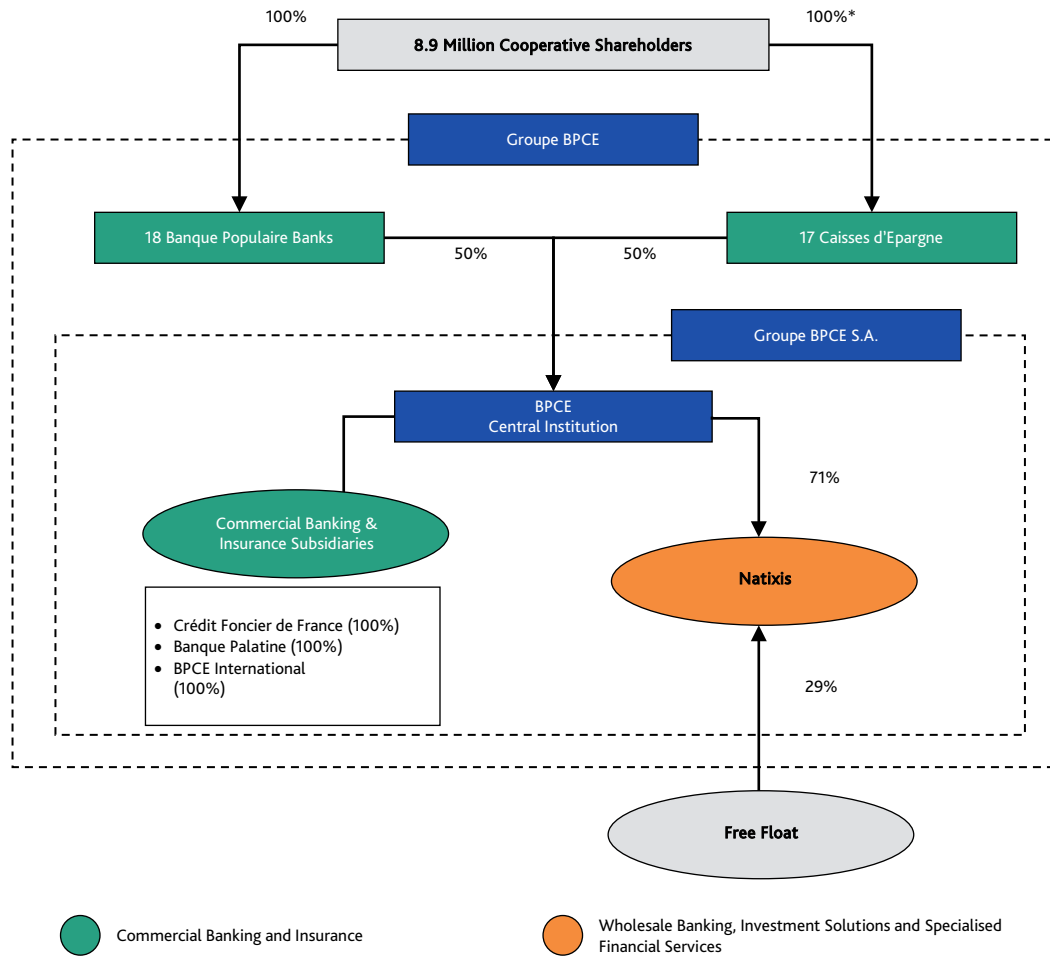 100%
100%*
8.9 Million Cooperative Shareholders
Groupe BPCE
18 Banque Populaire Banks
17 Caisses d'Epargne
50%
50%
Groupe BPCE S.A.
BPCE
Central Institution
71%
Commercial Banking &
Insurance Subsidiaries
Natixis
• Crédit Foncier de France (100%)
• Banque Palatine (100%)
• BPCE International
(100%)
29%
Free Float
Commercial Banking and Insurance
Wholesale Banking, Investment Solutions and Specialised
Financial Services